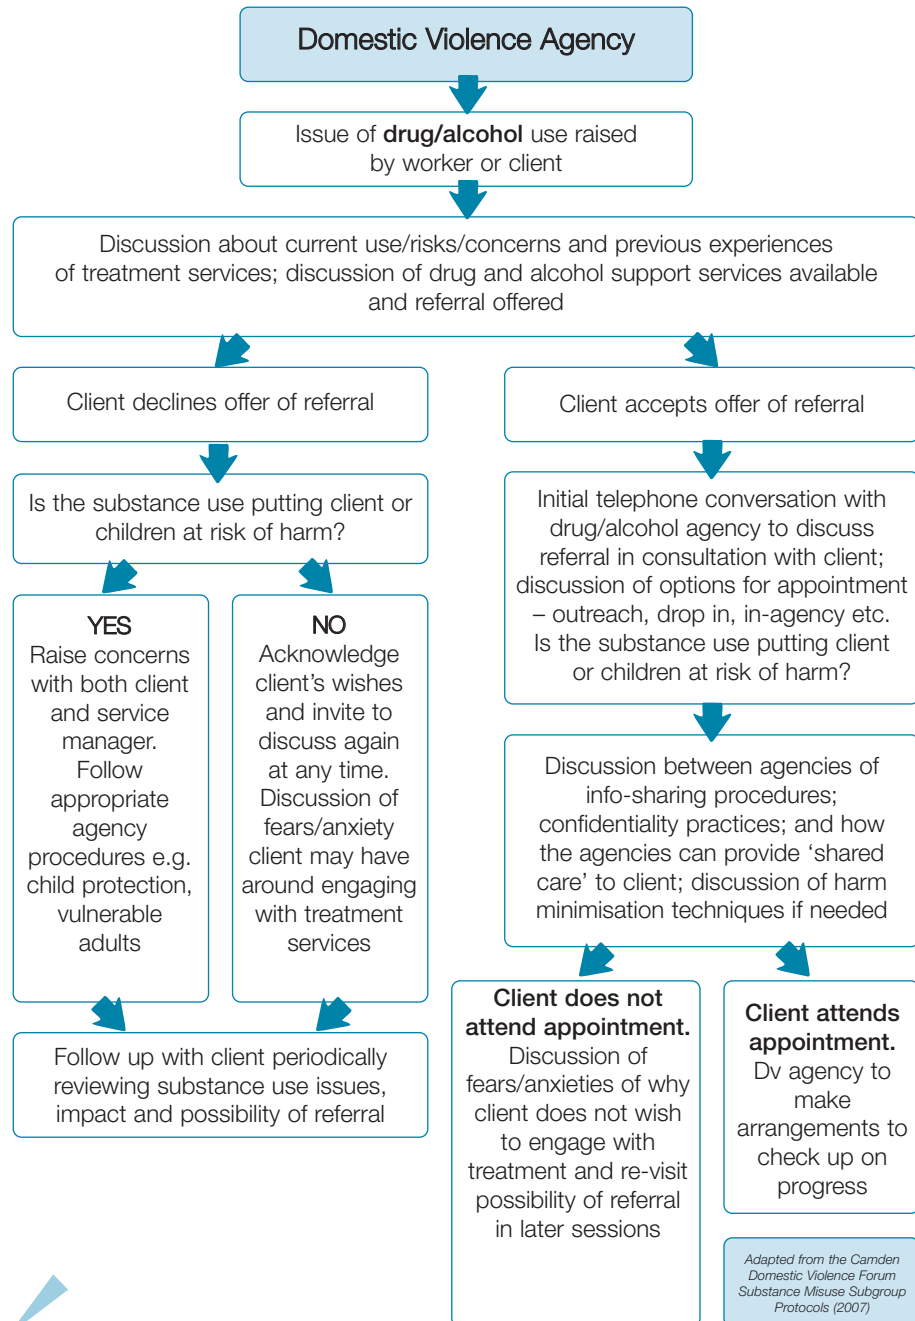 Domestic Violence Agency
Issue of drug/alcohol use raised
by worker or client
Discussion about current use/risks/concerns and previous experiences
of treatment services; discussion of drug and alcohol support services available
and referral offered
Client declines offer of referral
Is the substance use putting client or
children at risk of harm?
YES
Raise concerns
with both client
and service
manager.
Follow
appropriate
agency
procedures e.g.
child protection,
vulnerable
adults
NO
Acknowledge
client’s wishes
and invite to
discuss again
at any time.
Discussion of
fears/anxiety
client may have
around engaging
with treatment
services
Follow up with client periodically
reviewing substance use issues,
impact and possibility of referral
Client accepts offer of referral
Initial telephone conversation with
drug/alcohol agency to discuss
referral in consultation with client;
discussion of options for appointment
– outreach, drop in, in-agency etc.
Is the substance use putting client
or children at risk of harm?
Discussion between agencies of
info-sharing procedures;
confidentiality practices; and how
the agencies can provide ‘shared
care’ to client; discussion of harm
minimisation techniques if needed
Client does not
attend appointment.
Discussion of
fears/anxieties of why
client does not wish
to engage with
treatment and re-visit
possibility of referral
in later sessions
Client attends
appointment.
Dv agency to
make
arrangements to
check up on
progress
Adapted from the Camden
Domestic Violence Forum
Substance Misuse Subgroup
Protocols (2007)